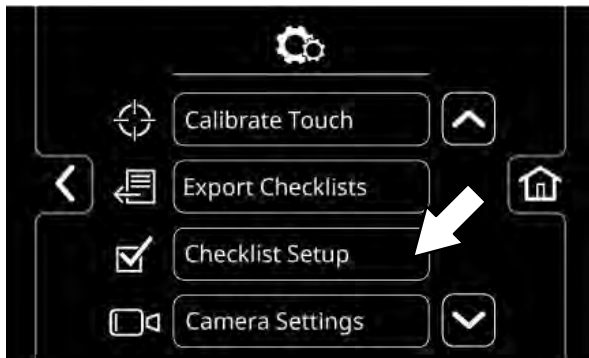 Calibrate Touch
Export Checklists
Checklist Setup
Camera Settings